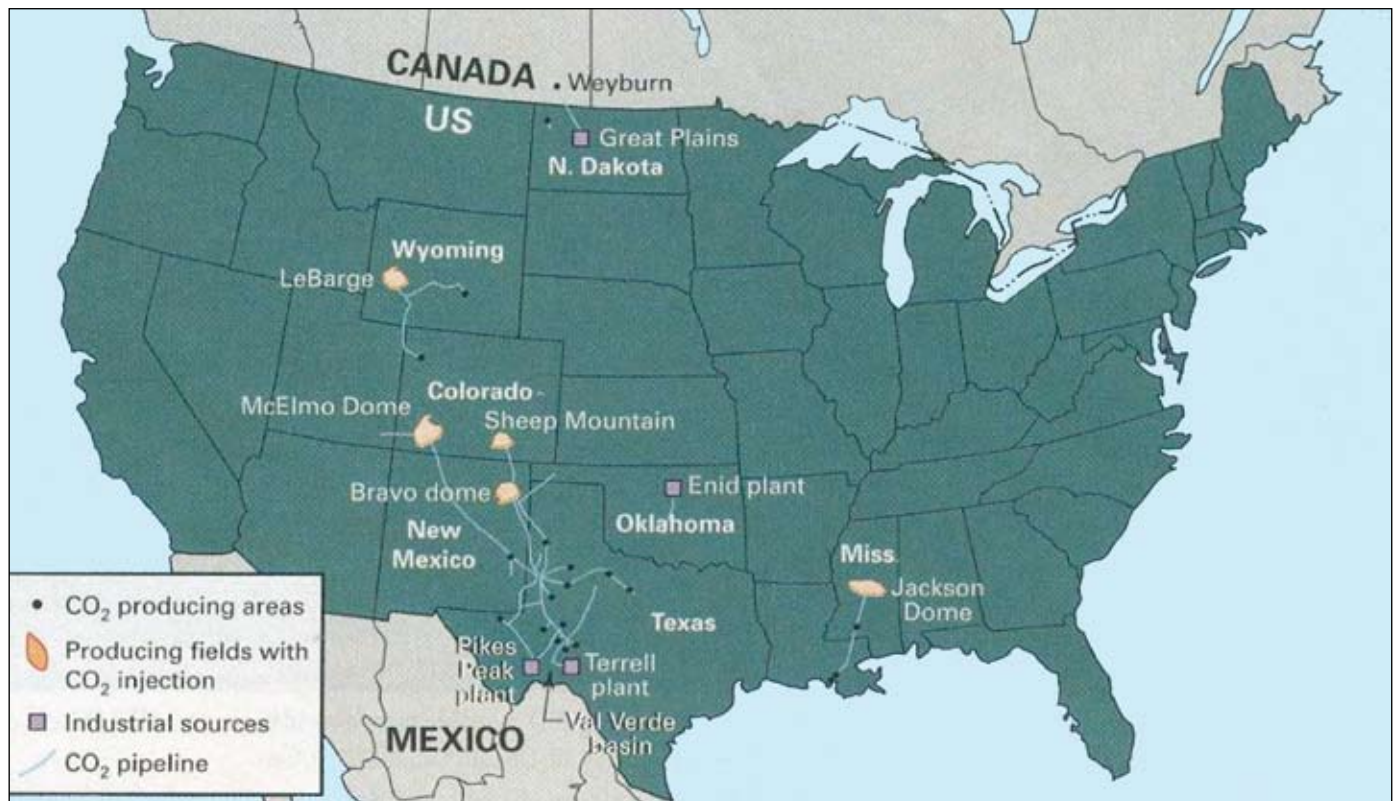 CANADA
Weyburn
US
Great Plains
N. Dakota
Wyoming
LeBarge
Colorado
McElmo Dome
Sheep Mountain
Bravo dome
Enid plant
Oklahoma
New
Mexico
Miss
Jackson
Dome
Texas
Pikes
Peak
plant
Terrell
plant
Val Verde
basin
MEXICO
CO₂ producing areas
Producing fields with
CO₂ injection
Industrial sources
CO₂ pipeline